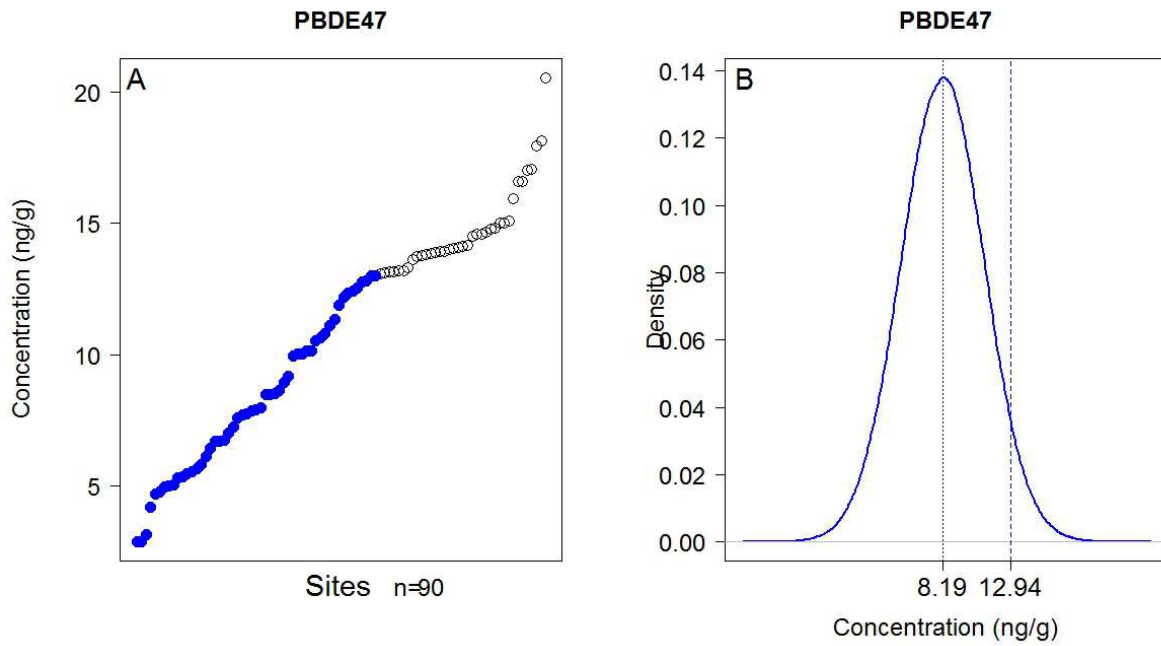 PBDE47
A
20
15
10
5
Concentration (ng/g)
Sites n=90
PBDE47
B
0.14
0.12
0.10
0.08
0.06
0.04
0.02
0.00
Density
8.19 12.94
Concentration (ng/g)